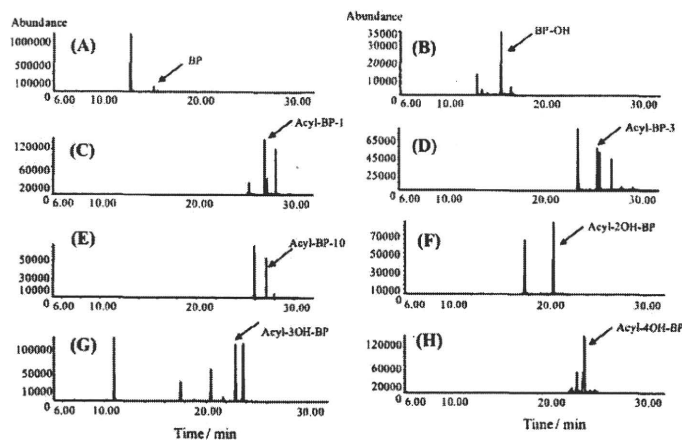 Abundance
(A)
BP
1000000
500000
100000
0
6.00 10.00 20.00 30.00
Abundance
(B)
BP-OH
35000
20000
10000
0
6.00 10.00 20.00 30.00
(C)
Acyl-BP-1
120000
60000
20000
0
6.00 10.00 20.00 30.00
(D)
Acyl-BP-3
65000
45000
30000
15000
0
6.00 10.00 20.00 30.00
(E)
Acyl-BP-10
50000
30000
10000
0
6.00 10.00 20.00 30.00
(F)
Acyl-2OH-BP
70000
50000
30000
10000
0
6.00 10.00 20.00 30.00
(G)
Acyl-3OH-BP
100000
50000
0
6.00 10.00 20.00 30.00
Time / min
(H)
Acyl-4OH-BP
120000
60000
20000
0
6.00 10.00 20.00 30.00
Time / min